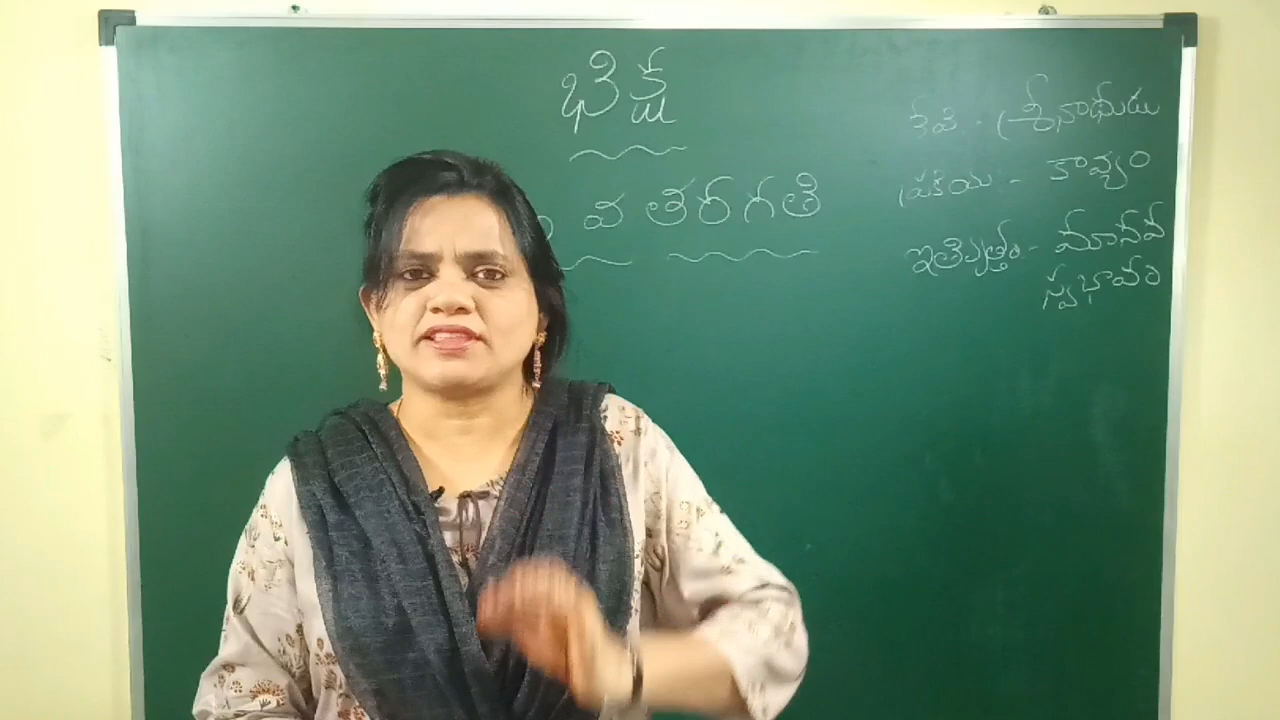 భిక్ష
వ తరగతి
కవి - శ్రీనాథుడు
ప్రక్రియ - కావ్యం
ఇతివృత్తం - మానవ
స్వభావం